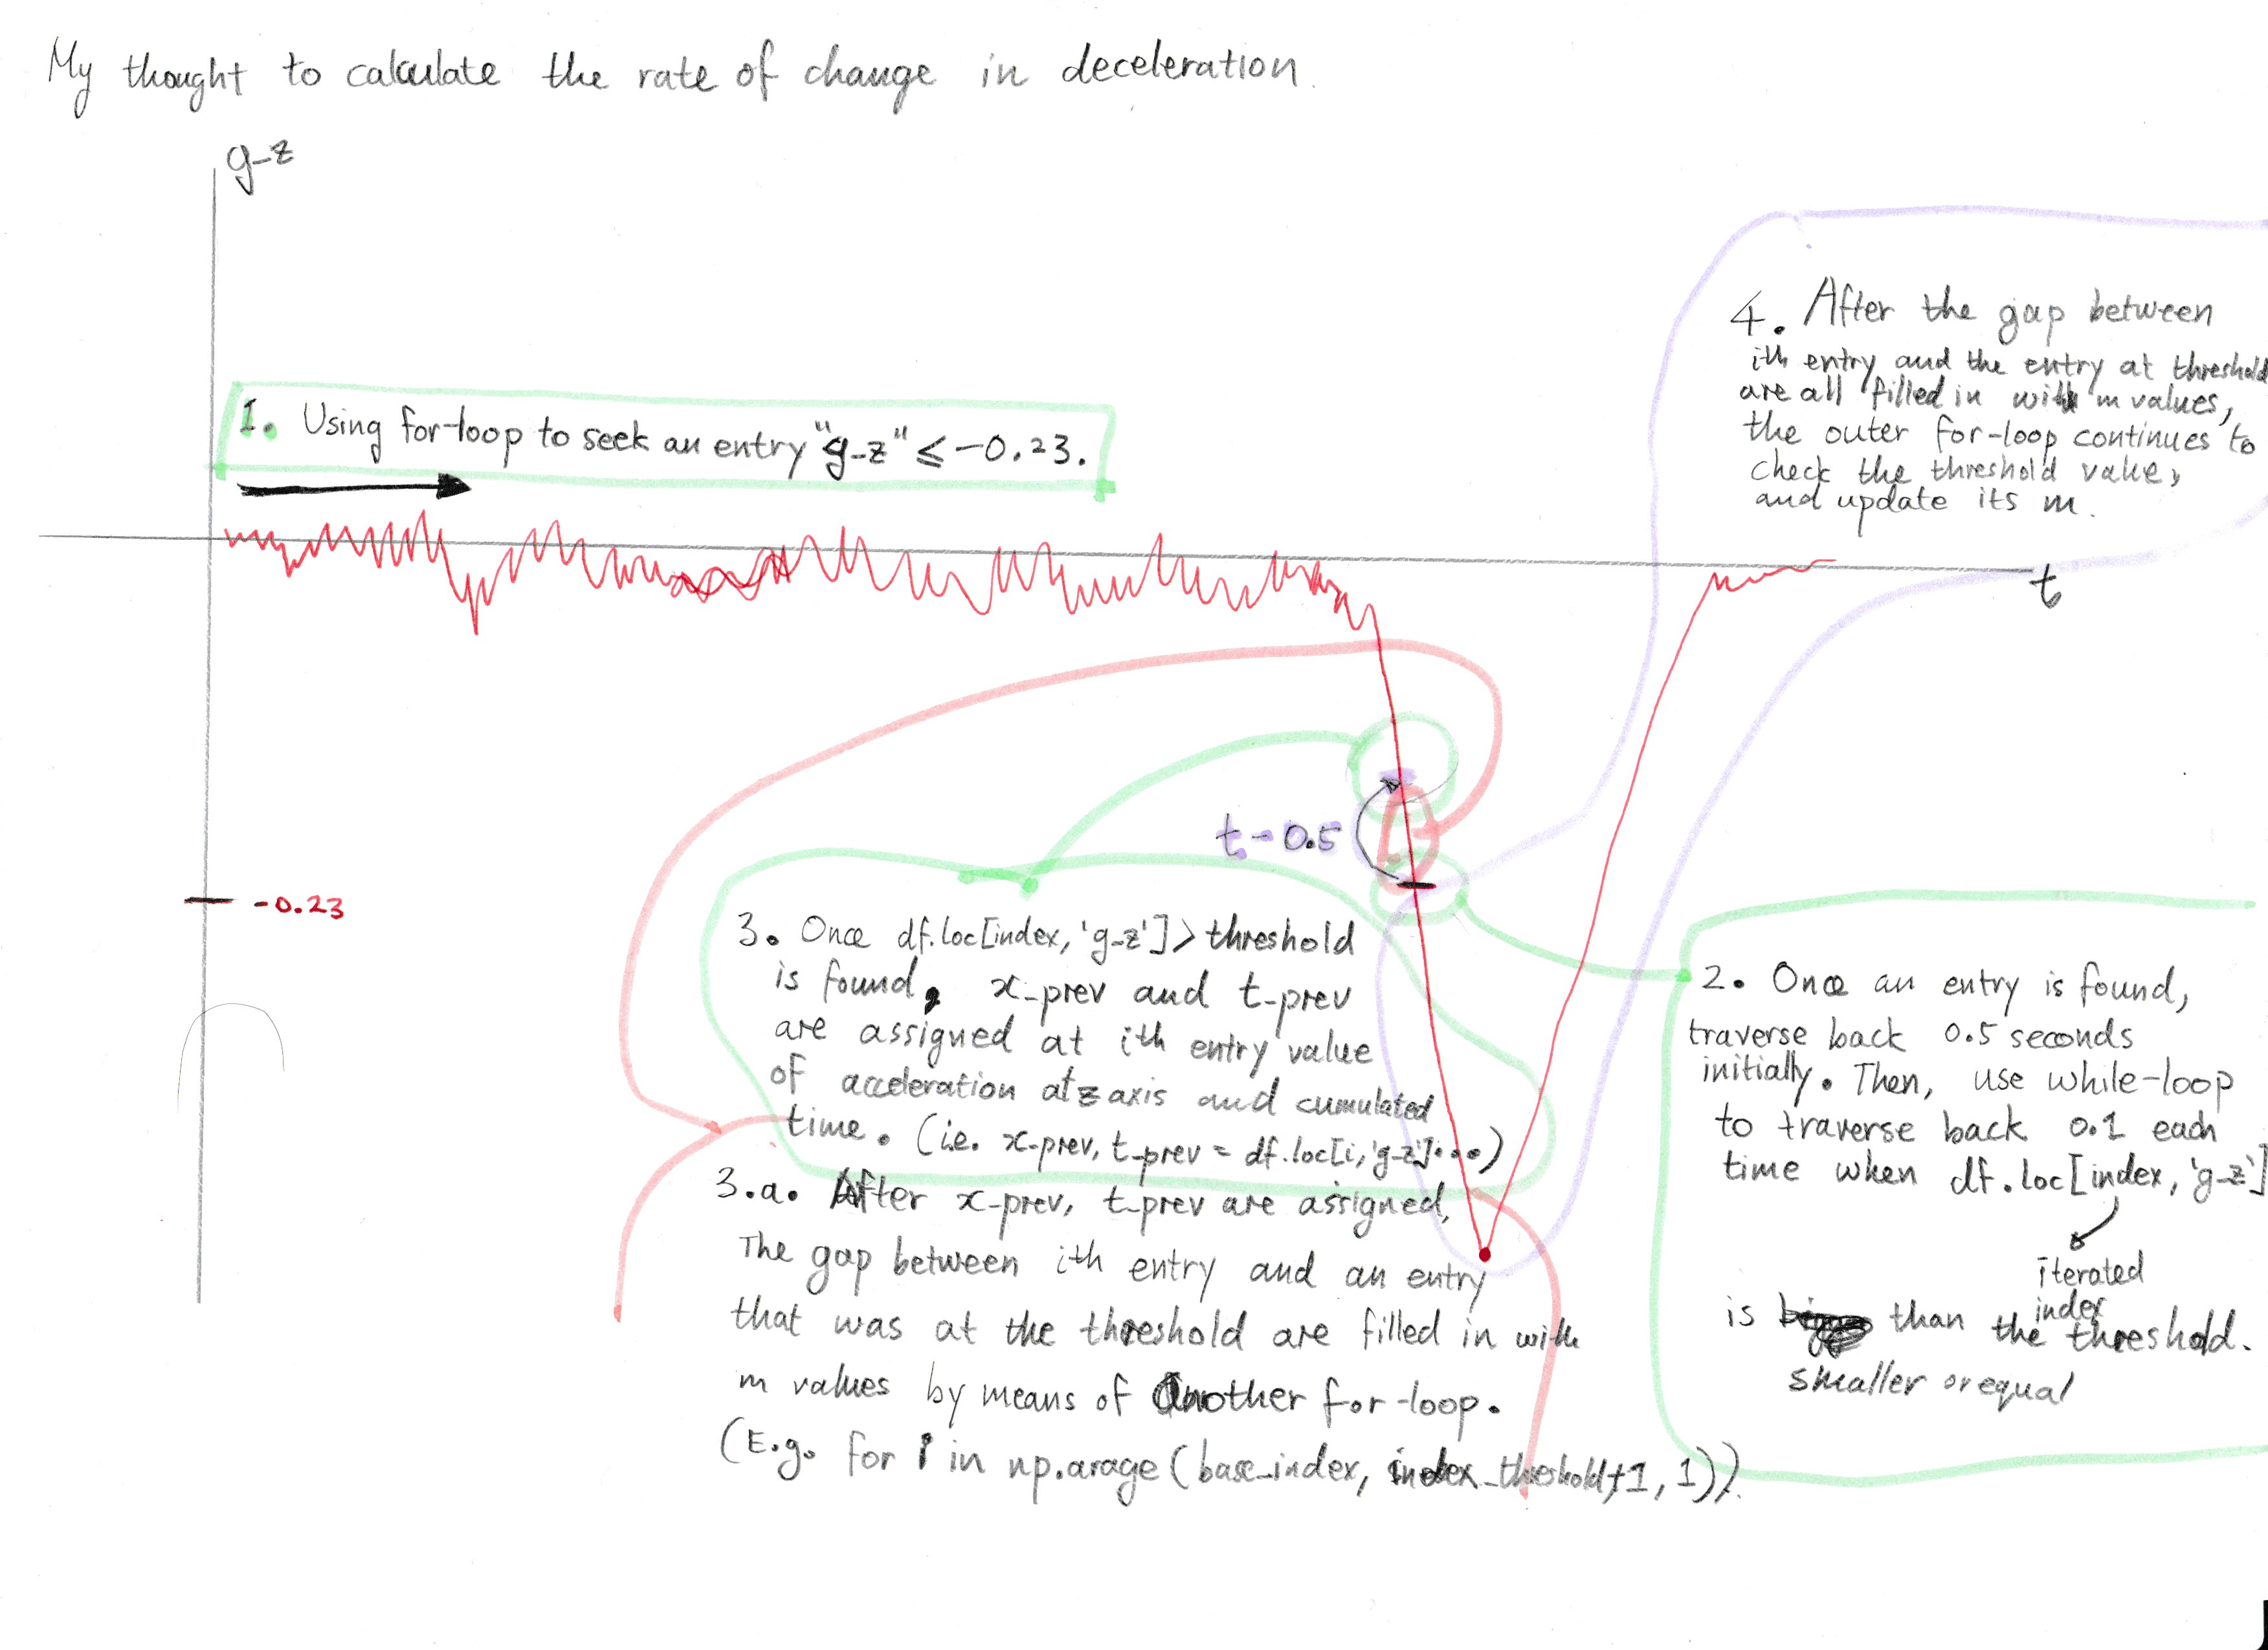 My thought to calculate the rate of change in deceleration.
g-z
4. After the gap between
ith entry and the entry at threshold
are all filled in with m values,
the outer for-loop continues to
check the threshold value,
and update its m.
1. Using for-loop to seek an entry "g-z" ≤ -0.23.
t
t - 0.5
-0.23
3. Once df.loc[index, 'g-z'] > threshold
is found, x-prev and t-prev
are assigned at ith entry value
of acceleration at z axis and cumulated
time. (i.e. x-prev, t-prev = df.loc[i, 'g-z']...)
3.a. After x-prev, t-prev are assigned,
The gap between ith entry and an entry
that was at the threshold are filled in with
m values by means of Another for-loop.
(E.g. for i in np.arage(base_index, index_threshold+1, 1)).
2. Once an entry is found,
traverse back 0.5 seconds
initially. Then, use while-loop
to traverse back 0.1 each
time when df.loc[index, 'g-z']
iterated
index
is than the threshold.
smaller or equal